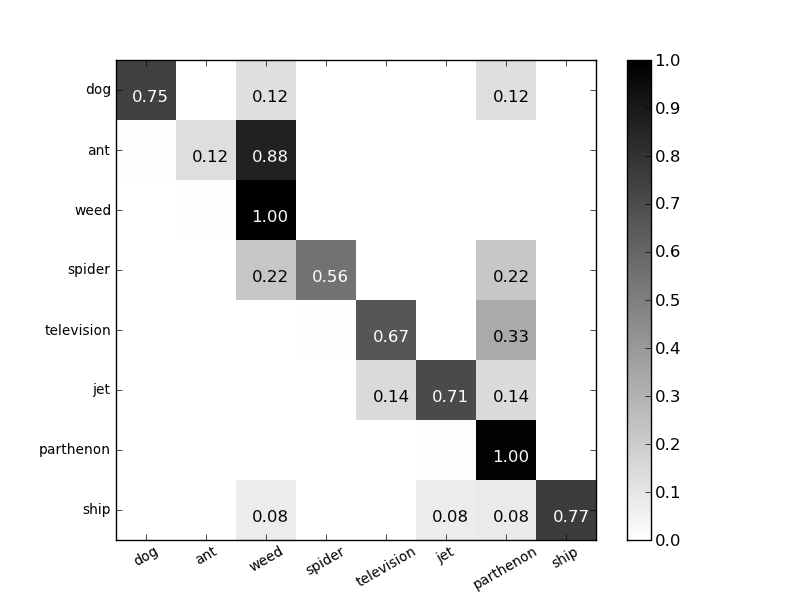 dog 0.75 0.12 0.12
ant 0.12 0.88
weed 1.00
spider 0.22 0.56 0.22
television 0.67 0.33
jet 0.14 0.71 0.14
parthenon 1.00
ship 0.08 0.08 0.08 0.77
dog ant weed spider television jet parthenon ship
1.0
0.9
0.8
0.7
0.6
0.5
0.4
0.3
0.2
0.1
0.0